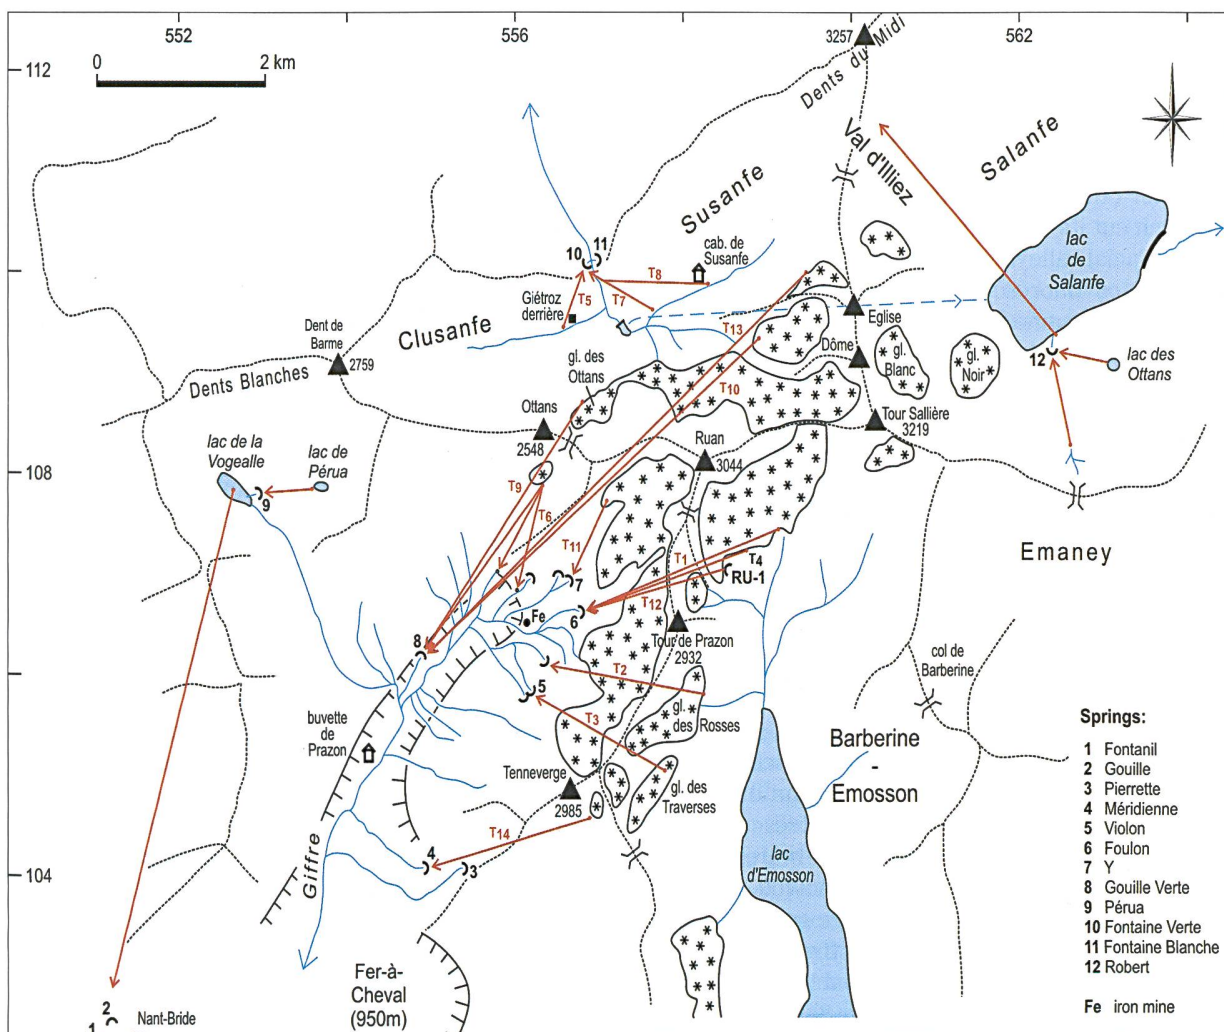 552
556
562
112
108
104
0
2 km
3257
Dents du Midi
Val d'Illiez
Salanfe
Susanfe
lac
de
Salanfe
cab. de
Susanfe
11
10
T8
T5
T7
Giétroz
derrière
Clusanfe
Dent de
Barme
2759
Dents Blanches
T13
Eglise
Dôme
gl.
Blanc
gl.
Noir
12
lac des
Ottans
gl. des
Ottans
T10
Ottans
2548
Tour Sallière
3219
Ruan
3044
lac de la
Vogealle
lac de
Pérua
9
T9
T6
T11
T1
T4
RU-1
T12
7
6
Fe
8
Emaney
Tour de Prazon
2932
T2
5
T3
gl.
des Rosses
col de
Barberine
buvette
de
Prazon
Barberine
-
Emosson
Tenneverge
2985
gl. des
Traverses
T14
4
3
Giffre
lac
d'Emosson
Fer-à-
Cheval
(950m)
2
1
Nant-Bride
Springs:
1 Fontanil
2 Gouille
3 Pierrette
4 Méridienne
5 Violon
6 Foulon
7 Y
8 Gouille Verte
9 Pérua
10 Fontaine Verte
11 Fontaine Blanche
12 Robert
Fe iron mine